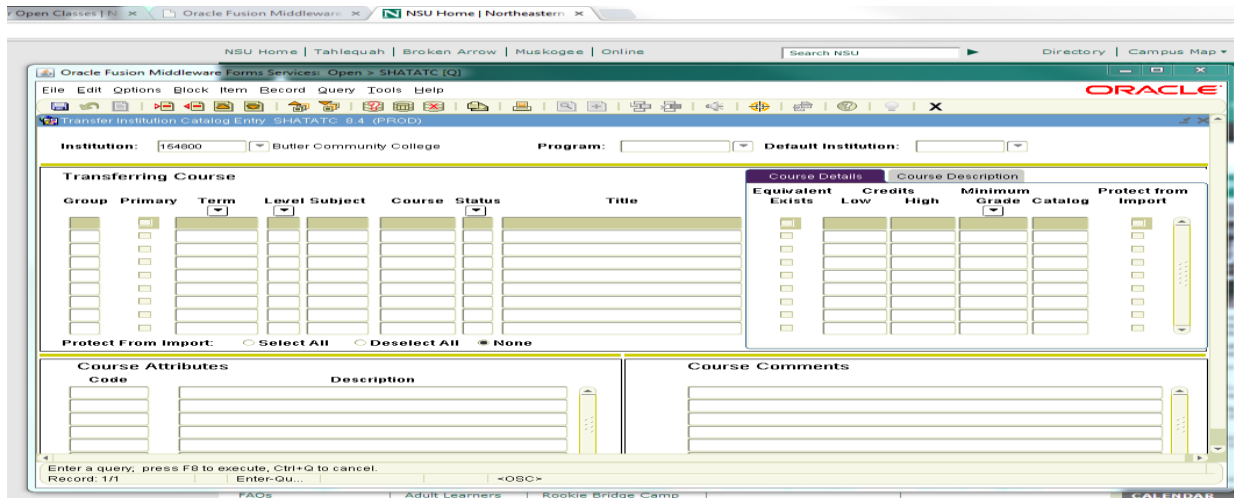 r Open Classes | N × Oracle Fusion Middleware × NSU Home | Northeastern ×
NSU Home | Tahlequah | Broken Arrow | Muskogee | Online Search NSU Directory | Campus Map
Oracle Fusion Middleware Forms Services: Open > SHATATC [Q]
File Edit Options Block Item Record Query Tools Help
ORACLE
Transfer Institution Catalog Entry SHATATC 8.4 (PROD)
Institution: 154800 Butler Community College Program: Default Institution:
Transferring Course
Course Details Course Description
Equivalent Credits Minimum Protect from
Group Primary Term Level Subject Course Status Title Exists Low High Grade Catalog Import
Protect From Import: Select All Deselect All None
Course Attributes Course Comments
Code Description
Enter a query; press F8 to execute, Ctrl+Q to cancel.
Record: 1/1 Enter-Qu... <OSC>
FAQs Adult Learners Rookie Bridge Camp CALENDAR